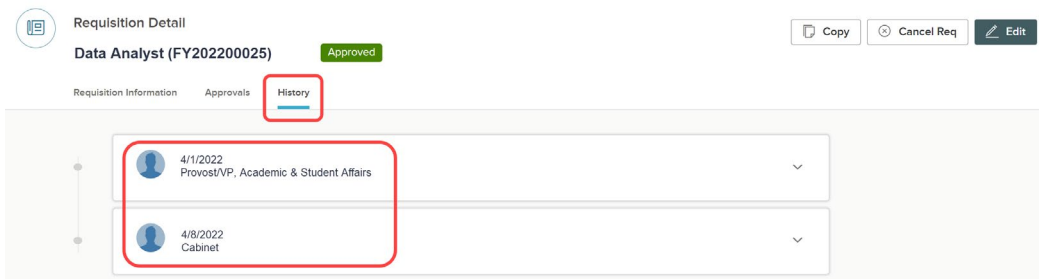 Requisition Detail
Data Analyst (FY202200025)
Approved
Copy
Cancel Req
Edit
Requisition Information
Approvals
History
4/1/2022
Provost/VP, Academic & Student Affairs
4/8/2022
Cabinet